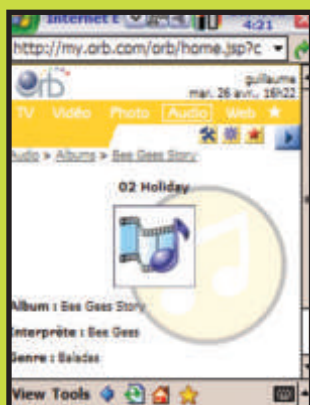 Internet E 4:21
http://my.orb.com/orb/home.jsp?c
Orb
guillaume
mar. 26 avr., 16h22
TV Vidéo Photo Audio Web
Audio > Albums > Bee Gees Story
02 Holiday
Album : Bee Gees Story
Interprète : Bee Gees
Genre : Balades
View Tools